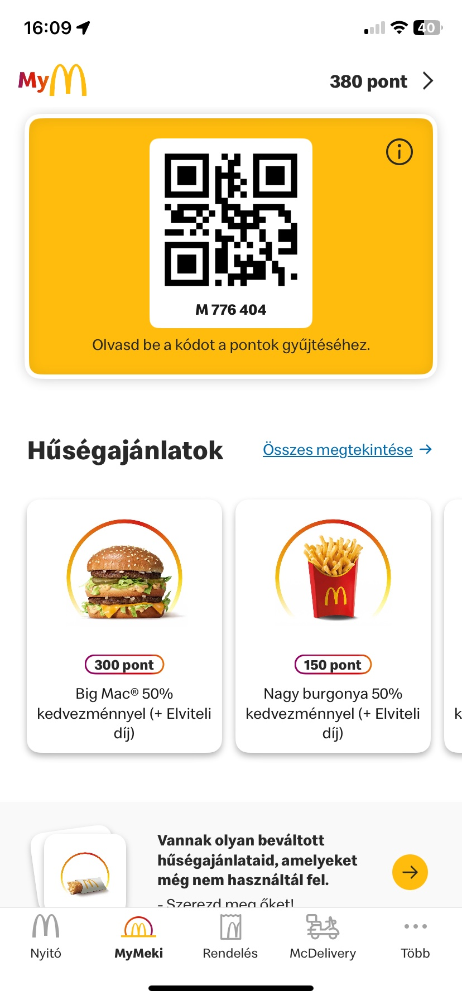 16:09
40
My
380 pont
M 776 404
Olvasd be a kódot a pontok gyűjtéséhez.
Hűségajánlatok
Összes megtekintése
300 pont
Big Mac® 50%
kedvezménnyel (+ Elviteli
díj)
150 pont
Nagy burgonya 50%
kedvezménnyel (+ Elviteli
díj)
k
Vannak olyan beváltott
hűségajánlataid, amelyeket
még nem használtál fel.
- Szerezd meg őket!
Nyitó
MyMeki
Rendelés
McDelivery
Több